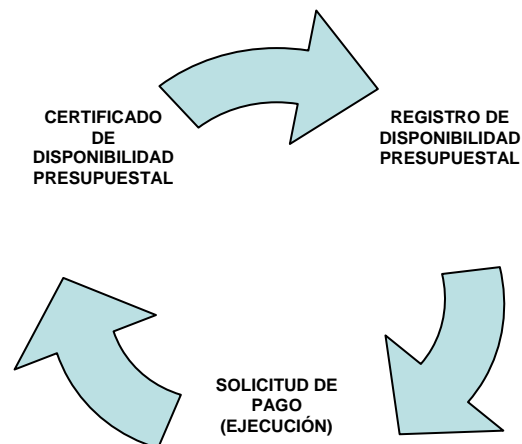 CERTIFICADO
DE
DISPONIBILIDAD
PRESUPUESTAL
REGISTRO DE
DISPONIBILIDAD
PRESUPUESTAL
SOLICITUD DE
PAGO
(EJECUCIÓN)